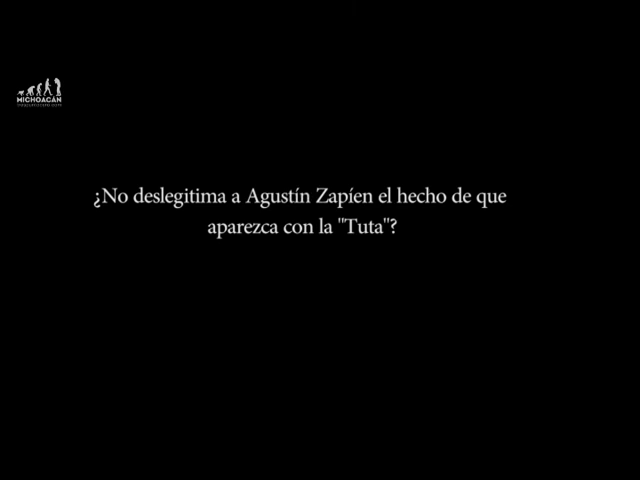 MICHOACÁN
¿No deslegitima a Agustín Zapíen el hecho de que
aparezca con la "Tuta"?